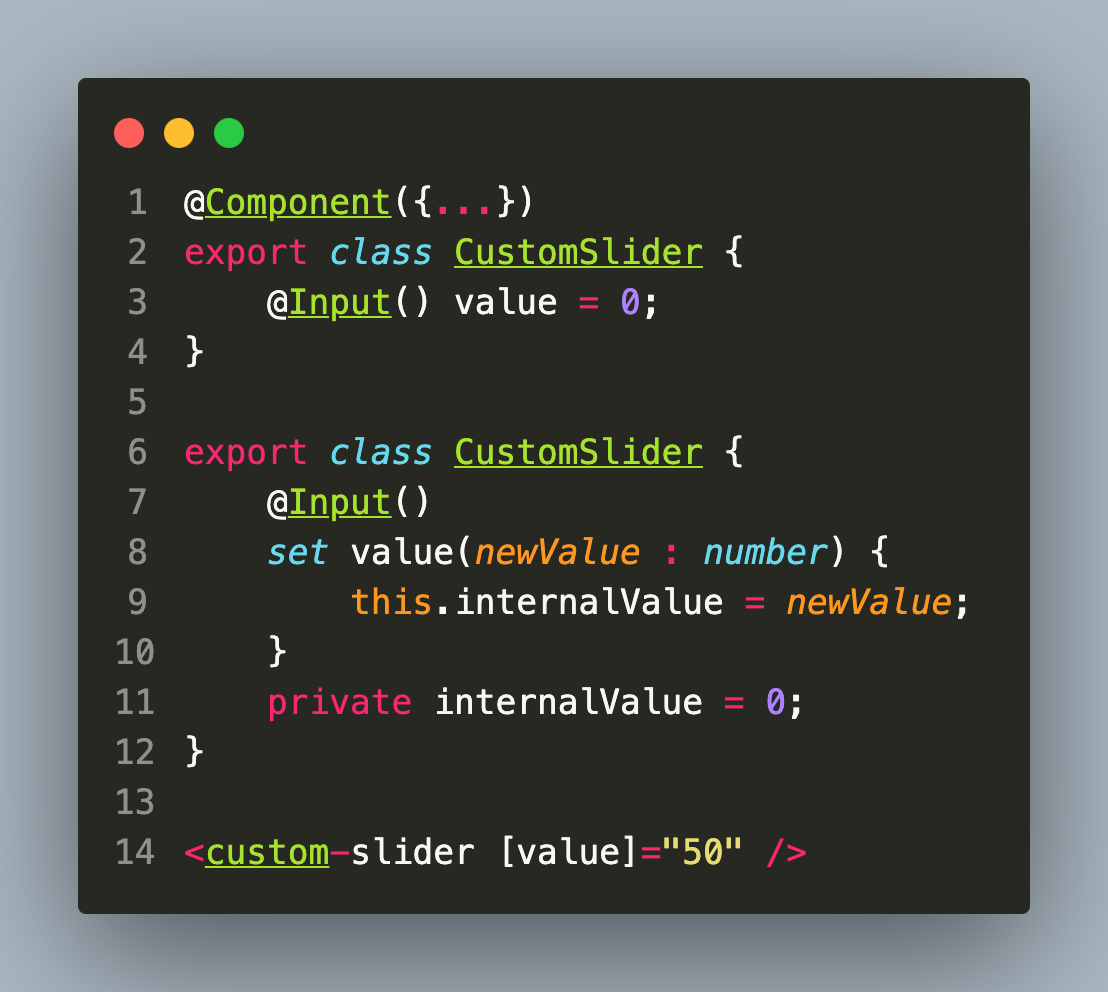 1 @Component({...})
2 export class CustomSlider {
3     @Input() value = 0;
4 }
5
6 export class CustomSlider {
7     @Input()
8     set value(newValue : number) {
9         this.internalValue = newValue;
10     }
11     private internalValue = 0;
12 }
13
14 <custom-slider [value]="50" />